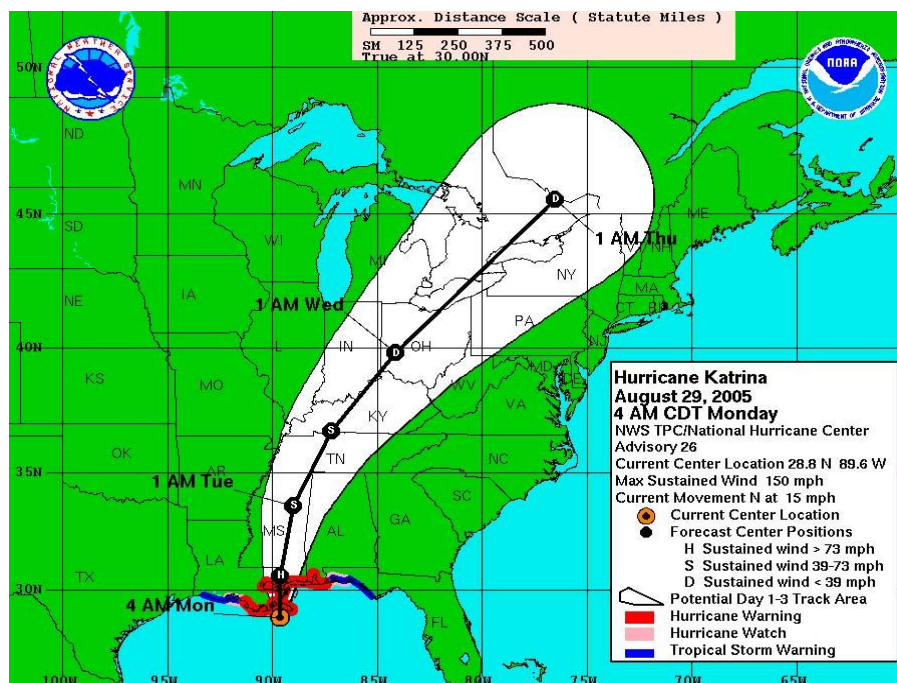 Approx. Distance Scale ( Statute Miles )
SM 125 250 375 500
True at 30.00N
NATIONAL WEATHER SERVICE
NOAA
50N
45N
40N
35N
30N
ND
MN
SD
WI
MI
NE
IA
KS
MO
IN
OH
PA
NY
ME
MA
CT
NJ
MD
DE
WV
VA
KY
OK
AR
TN
NC
SC
MS
AL
GA
TX
LA
FL
1 AM Thu
1 AM Wed
1 AM Tue
4 AM Mon
Hurricane Katrina
August 29, 2005
4 AM CDT Monday
NWS TPC/National Hurricane Center
Advisory 26
Current Center Location 28.8 N 89.6 W
Max Sustained Wind 150 mph
Current Movement N at 15 mph
Current Center Location
Forecast Center Positions
H Sustained wind > 73 mph
S Sustained wind 39-73 mph
D Sustained wind < 39 mph
Potential Day 1-3 Track Area
Hurricane Warning
Hurricane Watch
Tropical Storm Warning
D
D
S
S
H
100W 95W 90W 85W 80W 75W 70W 65W